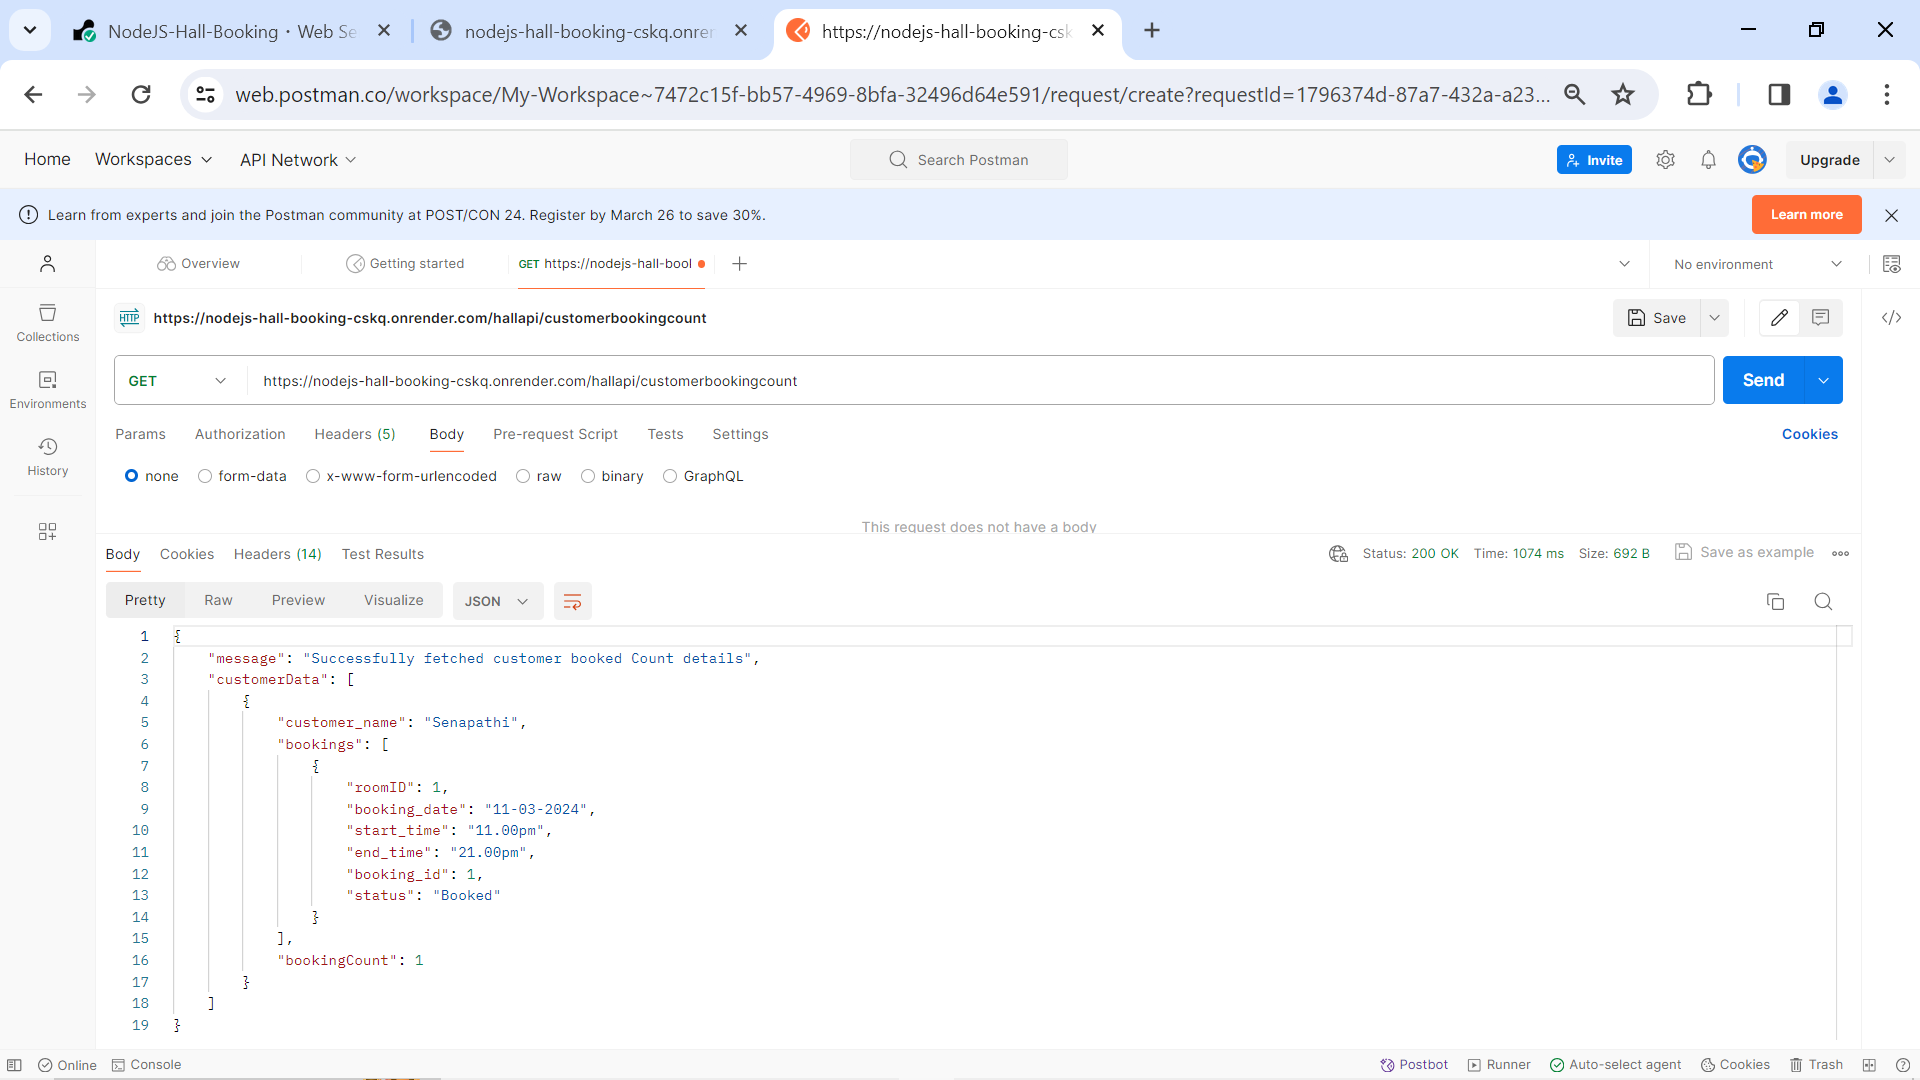 NodeJS-Hall-Booking · Web Se
nodejs-hall-booking-cskq.onren
https://nodejs-hall-booking-csk
web.postman.co/workspace/My-Workspace~7472c15f-bb57-4969-8bfa-32496d64e591/request/create?requestId=1796374d-87a7-432a-a23...
Home
Workspaces
API Network
Search Postman
Invite
Upgrade
Learn from experts and join the Postman community at POST/CON 24. Register by March 26 to save 30%.
Learn more
Overview
Getting started
GET https://nodejs-hall-bool
No environment
Collections
Environments
History
HTTP https://nodejs-hall-booking-cskq.onrender.com/hallapi/customerbookingcount
Save
GET
https://nodejs-hall-booking-cskq.onrender.com/hallapi/customerbookingcount
Send
Params
Authorization
Headers (5)
Body
Pre-request Script
Tests
Settings
Cookies
none
form-data
x-www-form-urlencoded
raw
binary
GraphQL
This request does not have a body
Body
Cookies
Headers (14)
Test Results
Status: 200 OK
Time: 1074 ms
Size: 692 B
Save as example
Pretty
Raw
Preview
Visualize
JSON
1 {
2 "message": "Successfully fetched customer booked Count details",
3 "customerData": [
4 {
5 "customer_name": "Senapathi",
6 "bookings": [
7 {
8 "roomID": 1,
9 "booking_date": "11-03-2024",
10 "start_time": "11.00pm",
11 "end_time": "21.00pm",
12 "booking_id": 1,
13 "status": "Booked"
14 }
15 ],
16 "bookingCount": 1
17 }
18 ]
19 }
Online
Console
Postbot
Runner
Auto-select agent
Cookies
Trash